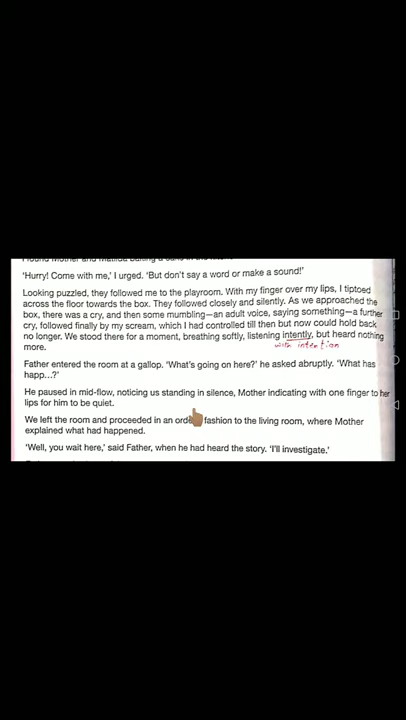 'Hurry! Come with me,' I urged. 'But don't say a word or make a sound!'
Looking puzzled, they followed me to the playroom. With my finger over my lips, I tiptoed
across the floor towards the box. They followed closely and silently. As we approached the
box, there was a cry, and then some mumbling—an adult voice, saying something—a further
cry, followed finally by my scream, which I had controlled till then but now could hold back
no longer. We stood there for a moment, breathing softly, listening intently, but heard nothing
with intention
more.
Father entered the room at a gallop. 'What's going on here?' he asked abruptly. 'What has
happ...?'
He paused in mid-flow, noticing us standing in silence, Mother indicating with one finger to her
lips for him to be quiet.
We left the room and proceeded in an fashion to the living room, where Mother
explained what had happened.
'Well, you wait here,' said Father, when he had heard the story. 'I'll investigate.'